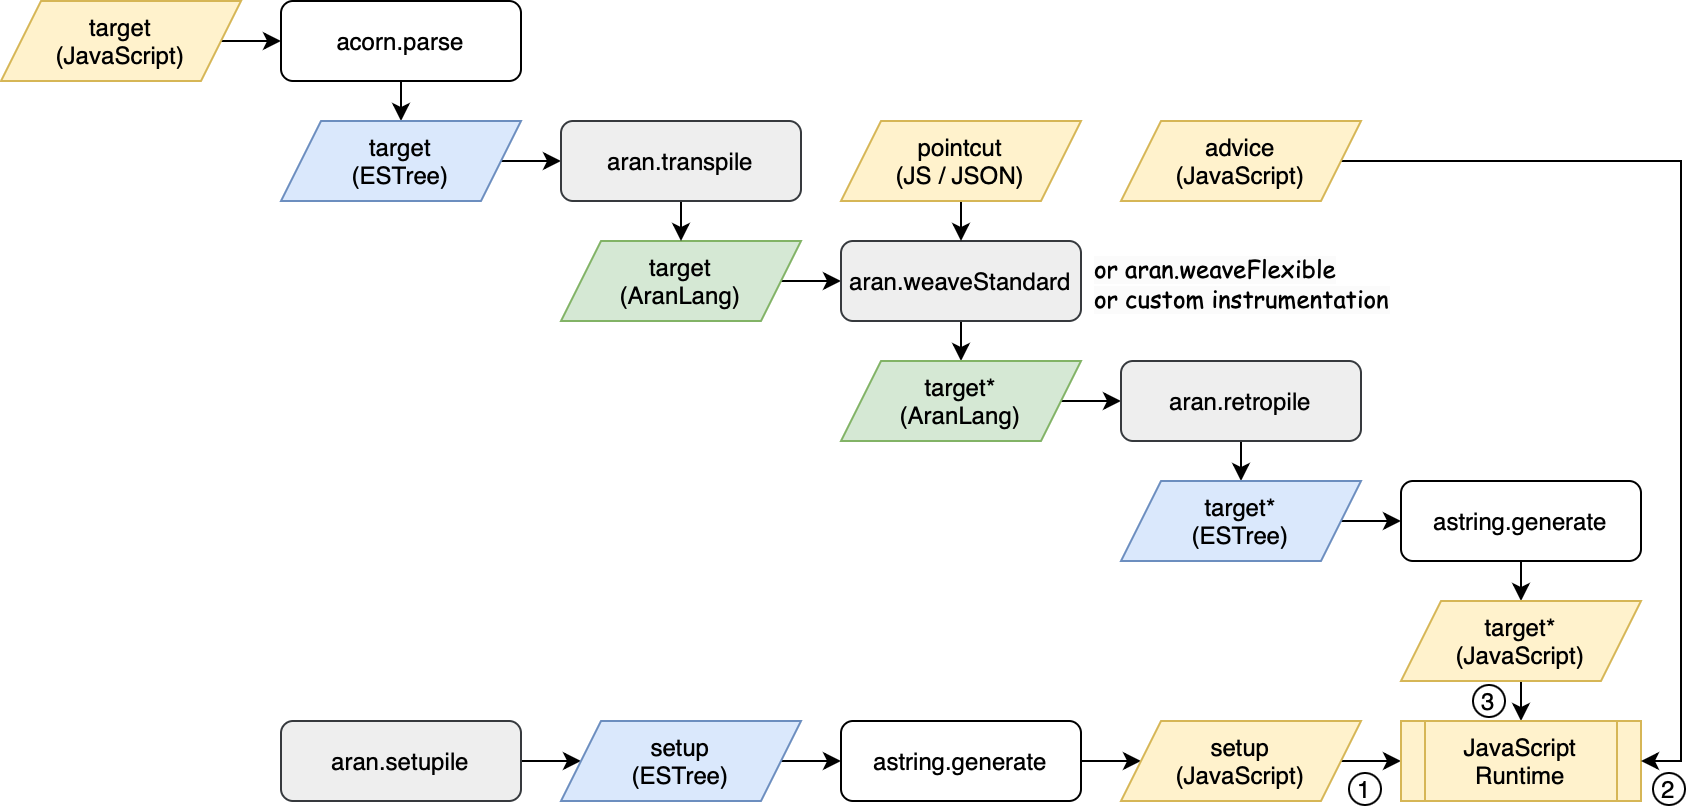 target
(JavaScript)
acorn.parse
target
(ESTree)
aran.transpile
pointcut
(JS / JSON)
advice
(JavaScript)
target
(AranLang)
aran.weaveStandard
or aran.weaveFlexible
or custom instrumentation
target*
(AranLang)
aran.retropile
target*
(ESTree)
astring.generate
target*
(JavaScript)
3
aran.setupile
setup
(ESTree)
astring.generate
setup
(JavaScript)
1
JavaScript
Runtime
2